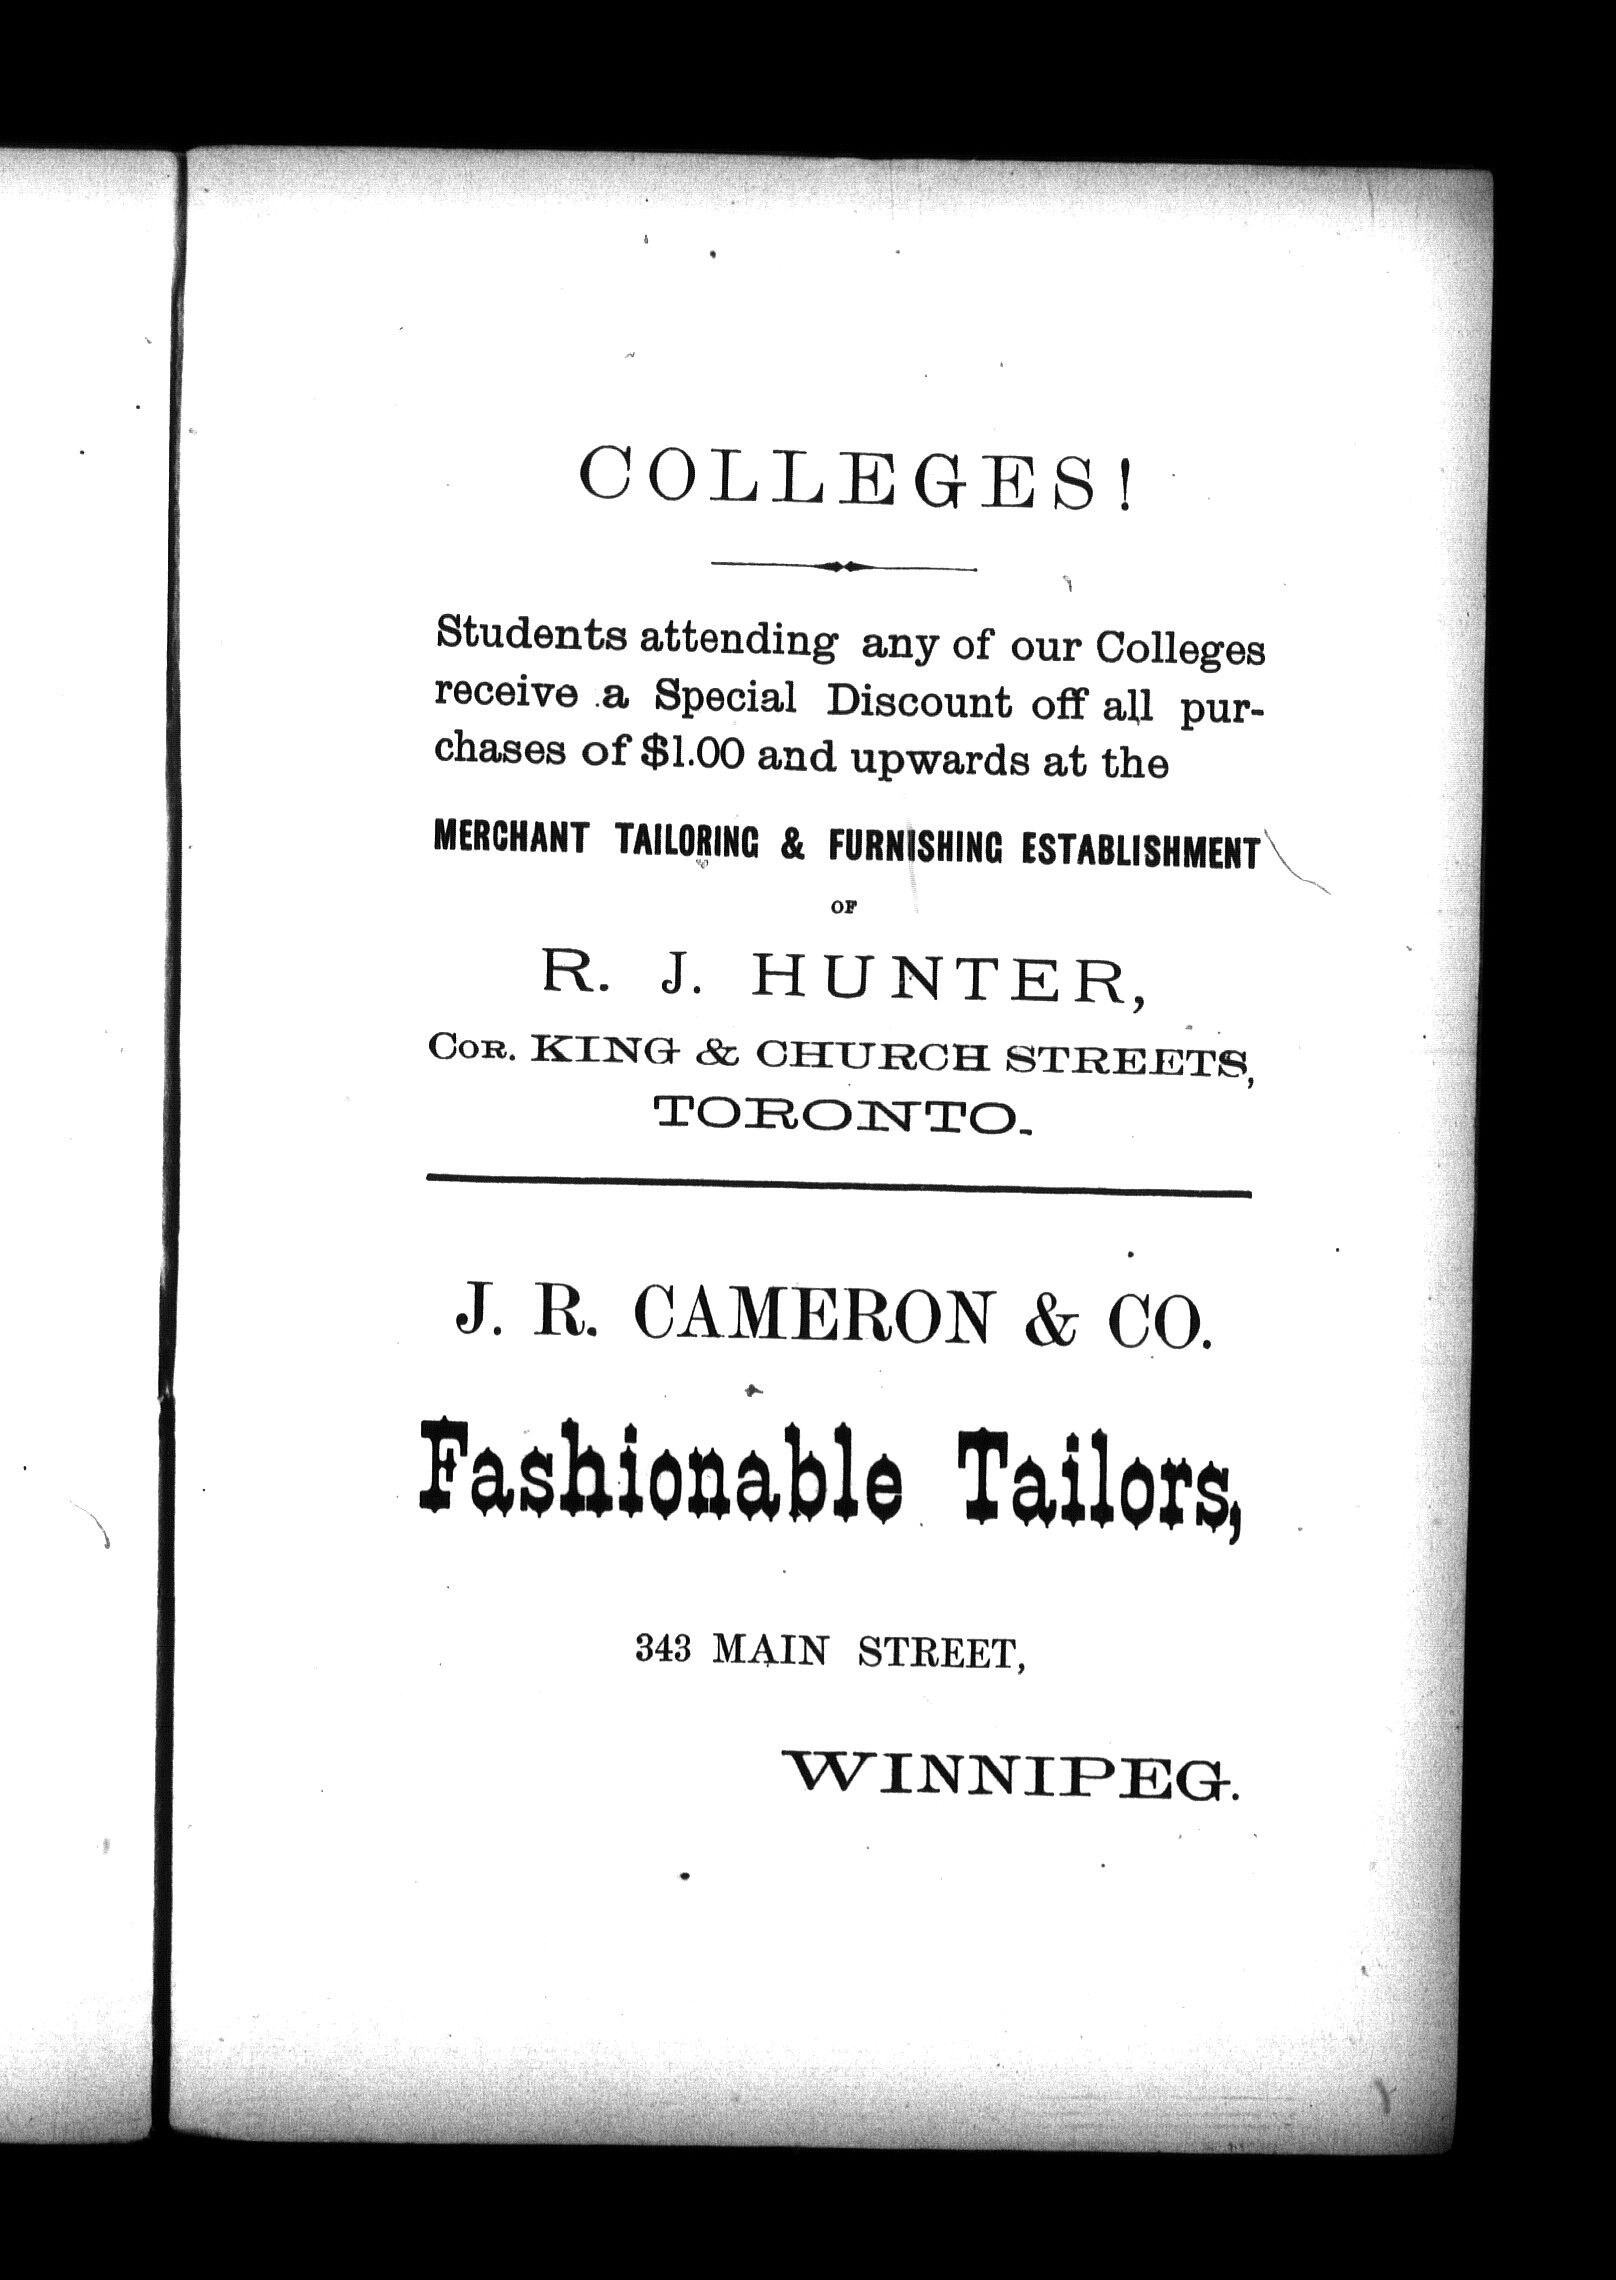 COLLEGES!
Students attending any of our Colleges
receive a Special Discount off all pur-
chases of $1.00 and upwards at the
MERCHANT TAILORING & FURNISHING ESTABLISHMENT
OF
R. J. HUNTER,
COR. KING & CHURCH STREETS,
TORONTO.
J. R. CAMERON & CO.
Fashionable Tailors,
343 MAIN STREET,
WINNIPEG.